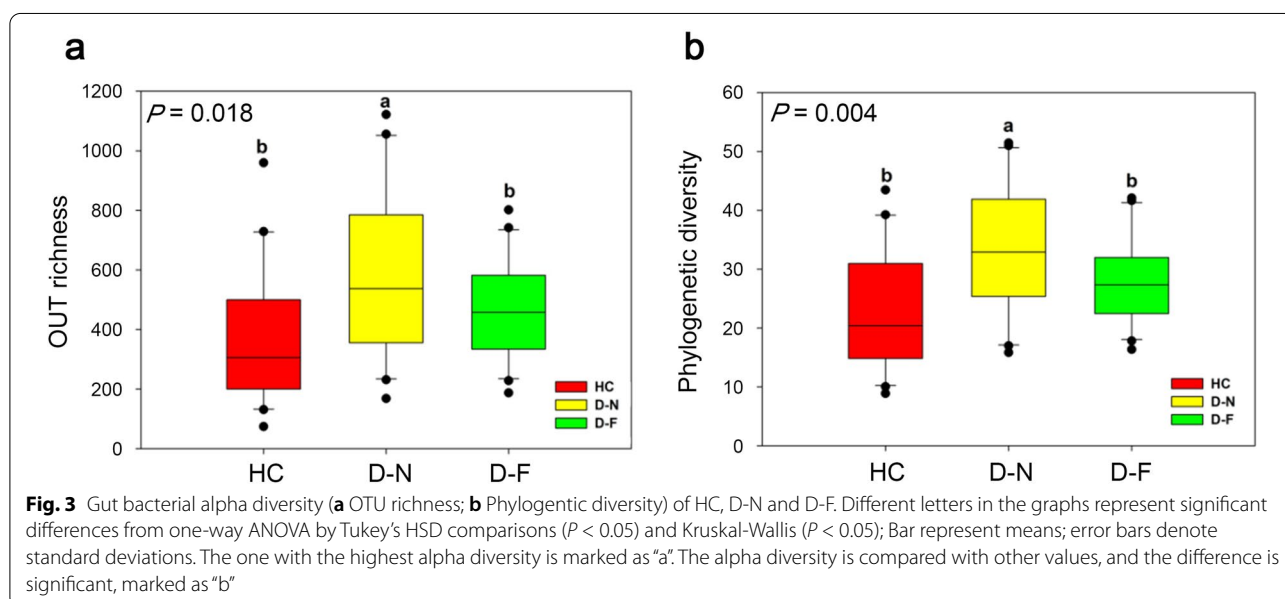 a
P = 0.018
OUT richness
1200
1000
800
600
400
200
0
b
a
b
HC
D-N
D-F
HC
D-N
D-F
b
P = 0.004
Phylogenetic diversity
60
50
40
30
20
10
0
b
a
b
HC
D-N
D-F
HC
D-N
D-F
Fig. 3 Gut bacterial alpha diversity (a OTU richness; b Phylogentic diversity) of HC, D-N and D-F. Different letters in the graphs represent significant
differences from one-way ANOVA by Tukey's HSD comparisons (P < 0.05) and Kruskal-Wallis (P < 0.05); Bar represent means; error bars denote
standard deviations. The one with the highest alpha diversity is marked as “a”. The alpha diversity is compared with other values, and the difference is
significant, marked as “b”